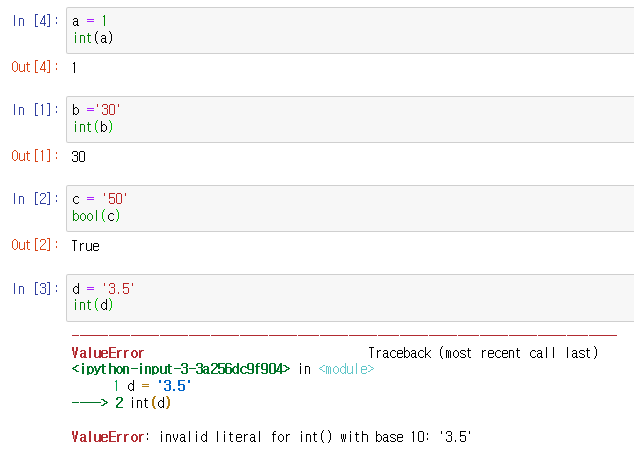 In [4]: a = 1
int(a)
Out[4]: 1
In [1]: b ='30'
int(b)
Out[1]: 30
In [2]: c = '50'
bool(c)
Out[2]: True
In [3]: d = '3.5'
int(d)
---------------------------------------------------------------------------
ValueError                                Traceback (most recent call last)
<ipython-input-3-3a256dc9f904> in <module>
      1 d = '3.5'
----> 2 int(d)
ValueError: invalid literal for int() with base 10: '3.5'